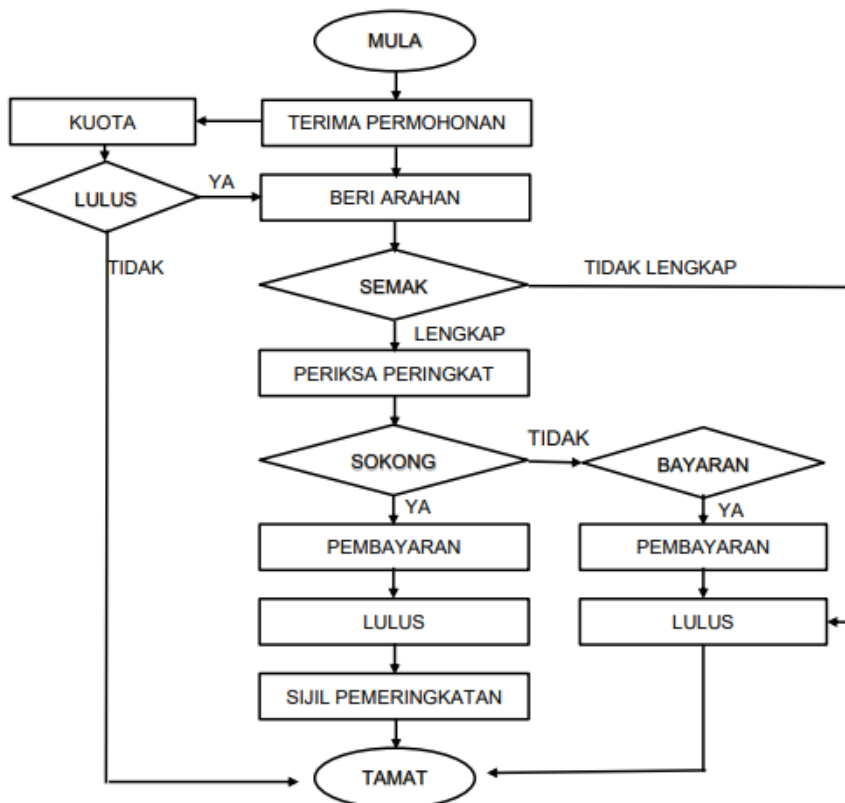 MULA
KUOTA
TERIMA PERMOHONAN
LULUS
YA
BERI ARAHAN
TIDAK
SEMAK
TIDAK LENGKAP
LENGKAP
PERIKSA PERINGKAT
SOKONG
TIDAK
BAYARAN
YA
YA
PEMBAYARAN
PEMBAYARAN
LULUS
LULUS
SIJIL PEMERINGKATAN
TAMAT